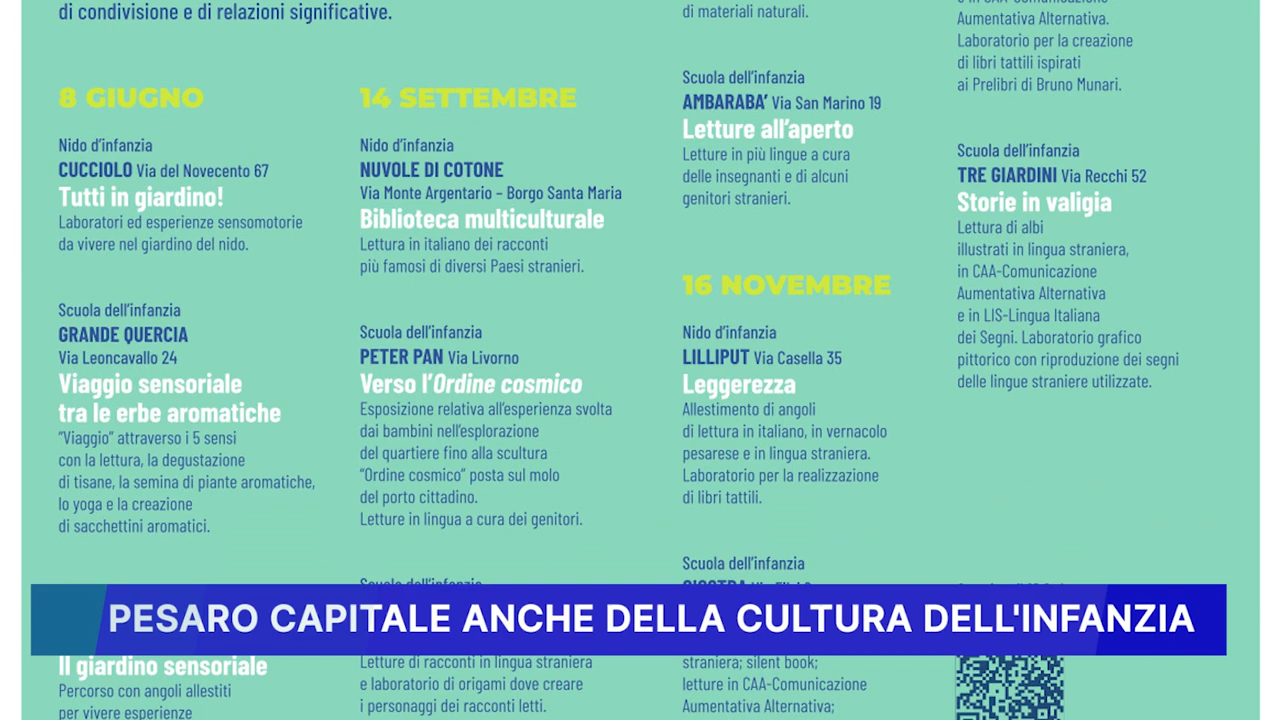 di condivisione e di relazioni significative.
8 GIUGNO
Nido d'infanzia
CUCCIOLO Via del Novecento 67
Tutti in giardino!
Laboratori ed esperienze sensomotorie
da vivere nel giardino del nido.
Scuola dell'infanzia
GRANDE QUERCIA
Via Leoncavallo 24
Viaggio sensoriale
tra le erbe aromatiche
"Viaggio" attraverso i 5 sensi
con la lettura, la degustazione
di tisane, la semina di piante aromatiche,
lo yoga e la creazione
di sacchettini aromatici.
Il giardino sensoriale
Percorso con angoli allestiti
per vivere esperienze
14 SETTEMBRE
Nido d'infanzia
NUVOLE DI COTONE
Via Monte Argentario – Borgo Santa Maria
Biblioteca multiculturale
Lettura in italiano dei racconti
più famosi di diversi Paesi stranieri.
Scuola dell'infanzia
PETER PAN Via Livorno
Verso l'Ordine cosmico
Esposizione relativa all'esperienza svolta
dai bambini nell'esplorazione
del quartiere fino alla scultura
"Ordine cosmico" posta sul molo
del porto cittadino.
Letture in lingua a cura dei genitori.
Scuola dell'infanzia
Letture di racconti in lingua straniera
e laboratorio di origami dove creare
i personaggi dei racconti letti.
di materiali naturali.
Scuola dell'infanzia
AMBARABA' Via San Marino 19
Letture all'aperto
Letture in più lingue a cura
delle insegnanti e di alcuni
genitori stranieri.
16 NOVEMBRE
Nido d'infanzia
LILLIPUT Via Casella 35
Leggerezza
Allestimento di angoli
di lettura in italiano, in vernacolo
pesarese e in lingua straniera.
Laboratorio per la realizzazione
di libri tattili.
Scuola dell'infanzia
straniera; silent book;
letture in CAA-Comunicazione
Aumentativa Alternativa;
e in CAA-Comunicazione
Aumentativa Alternativa.
Laboratorio per la creazione
di libri tattili ispirati
ai Prelibri di Bruno Munari.
Scuola dell'infanzia
TRE GIARDINI Via Recchi 52
Storie in valigia
Lettura di albi
illustrati in lingua straniera,
in CAA-Comunicazione
Aumentativa Alternativa
e in LIS-Lingua Italiana
dei Segni. Laboratorio grafico
pittorico con riproduzione dei segni
delle lingue straniere utilizzate.
PESARO CAPITALE ANCHE DELLA CULTURA DELL'INFANZIA